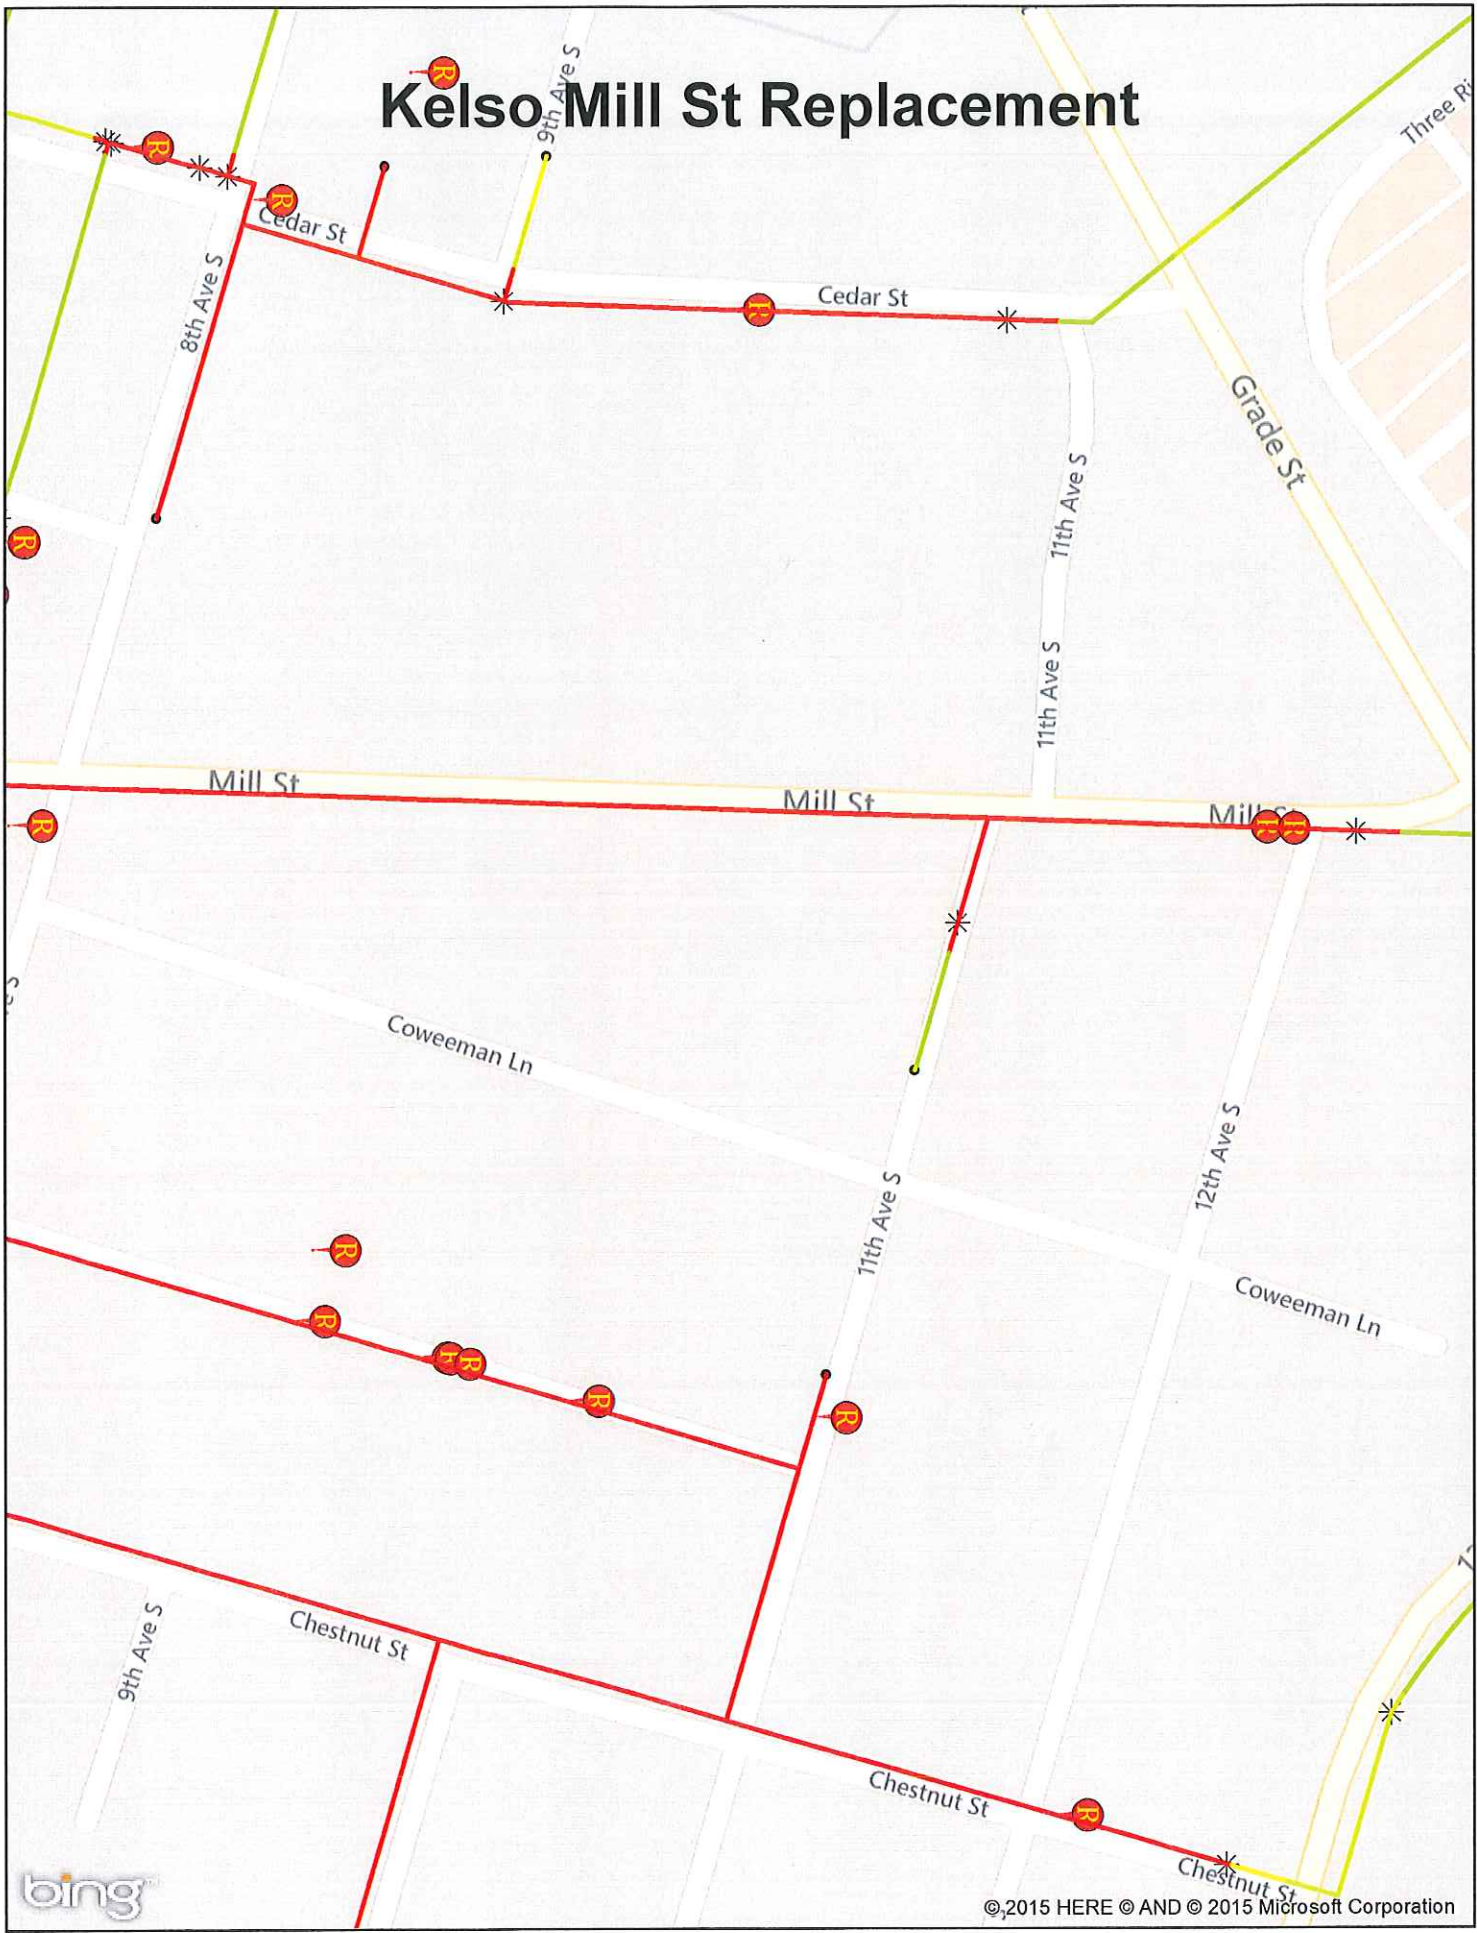 Kelso Mill St Replacement
R
9th Ave S
Three Ri
R
R
Cedar St
Cedar St
R
8th Ave S
Grade St
11th Ave S
R
11th Ave S
Mill St
Mill St
Mill St
R
R
R
Coweeman Ln
12th Ave S
11th Ave S
R
Coweeman Ln
R
R
R
R
R
Chestnut St
9th Ave S
Chestnut St
R
Chestnut St
bing
©2015 HERE © AND © 2015 Microsoft Corporation